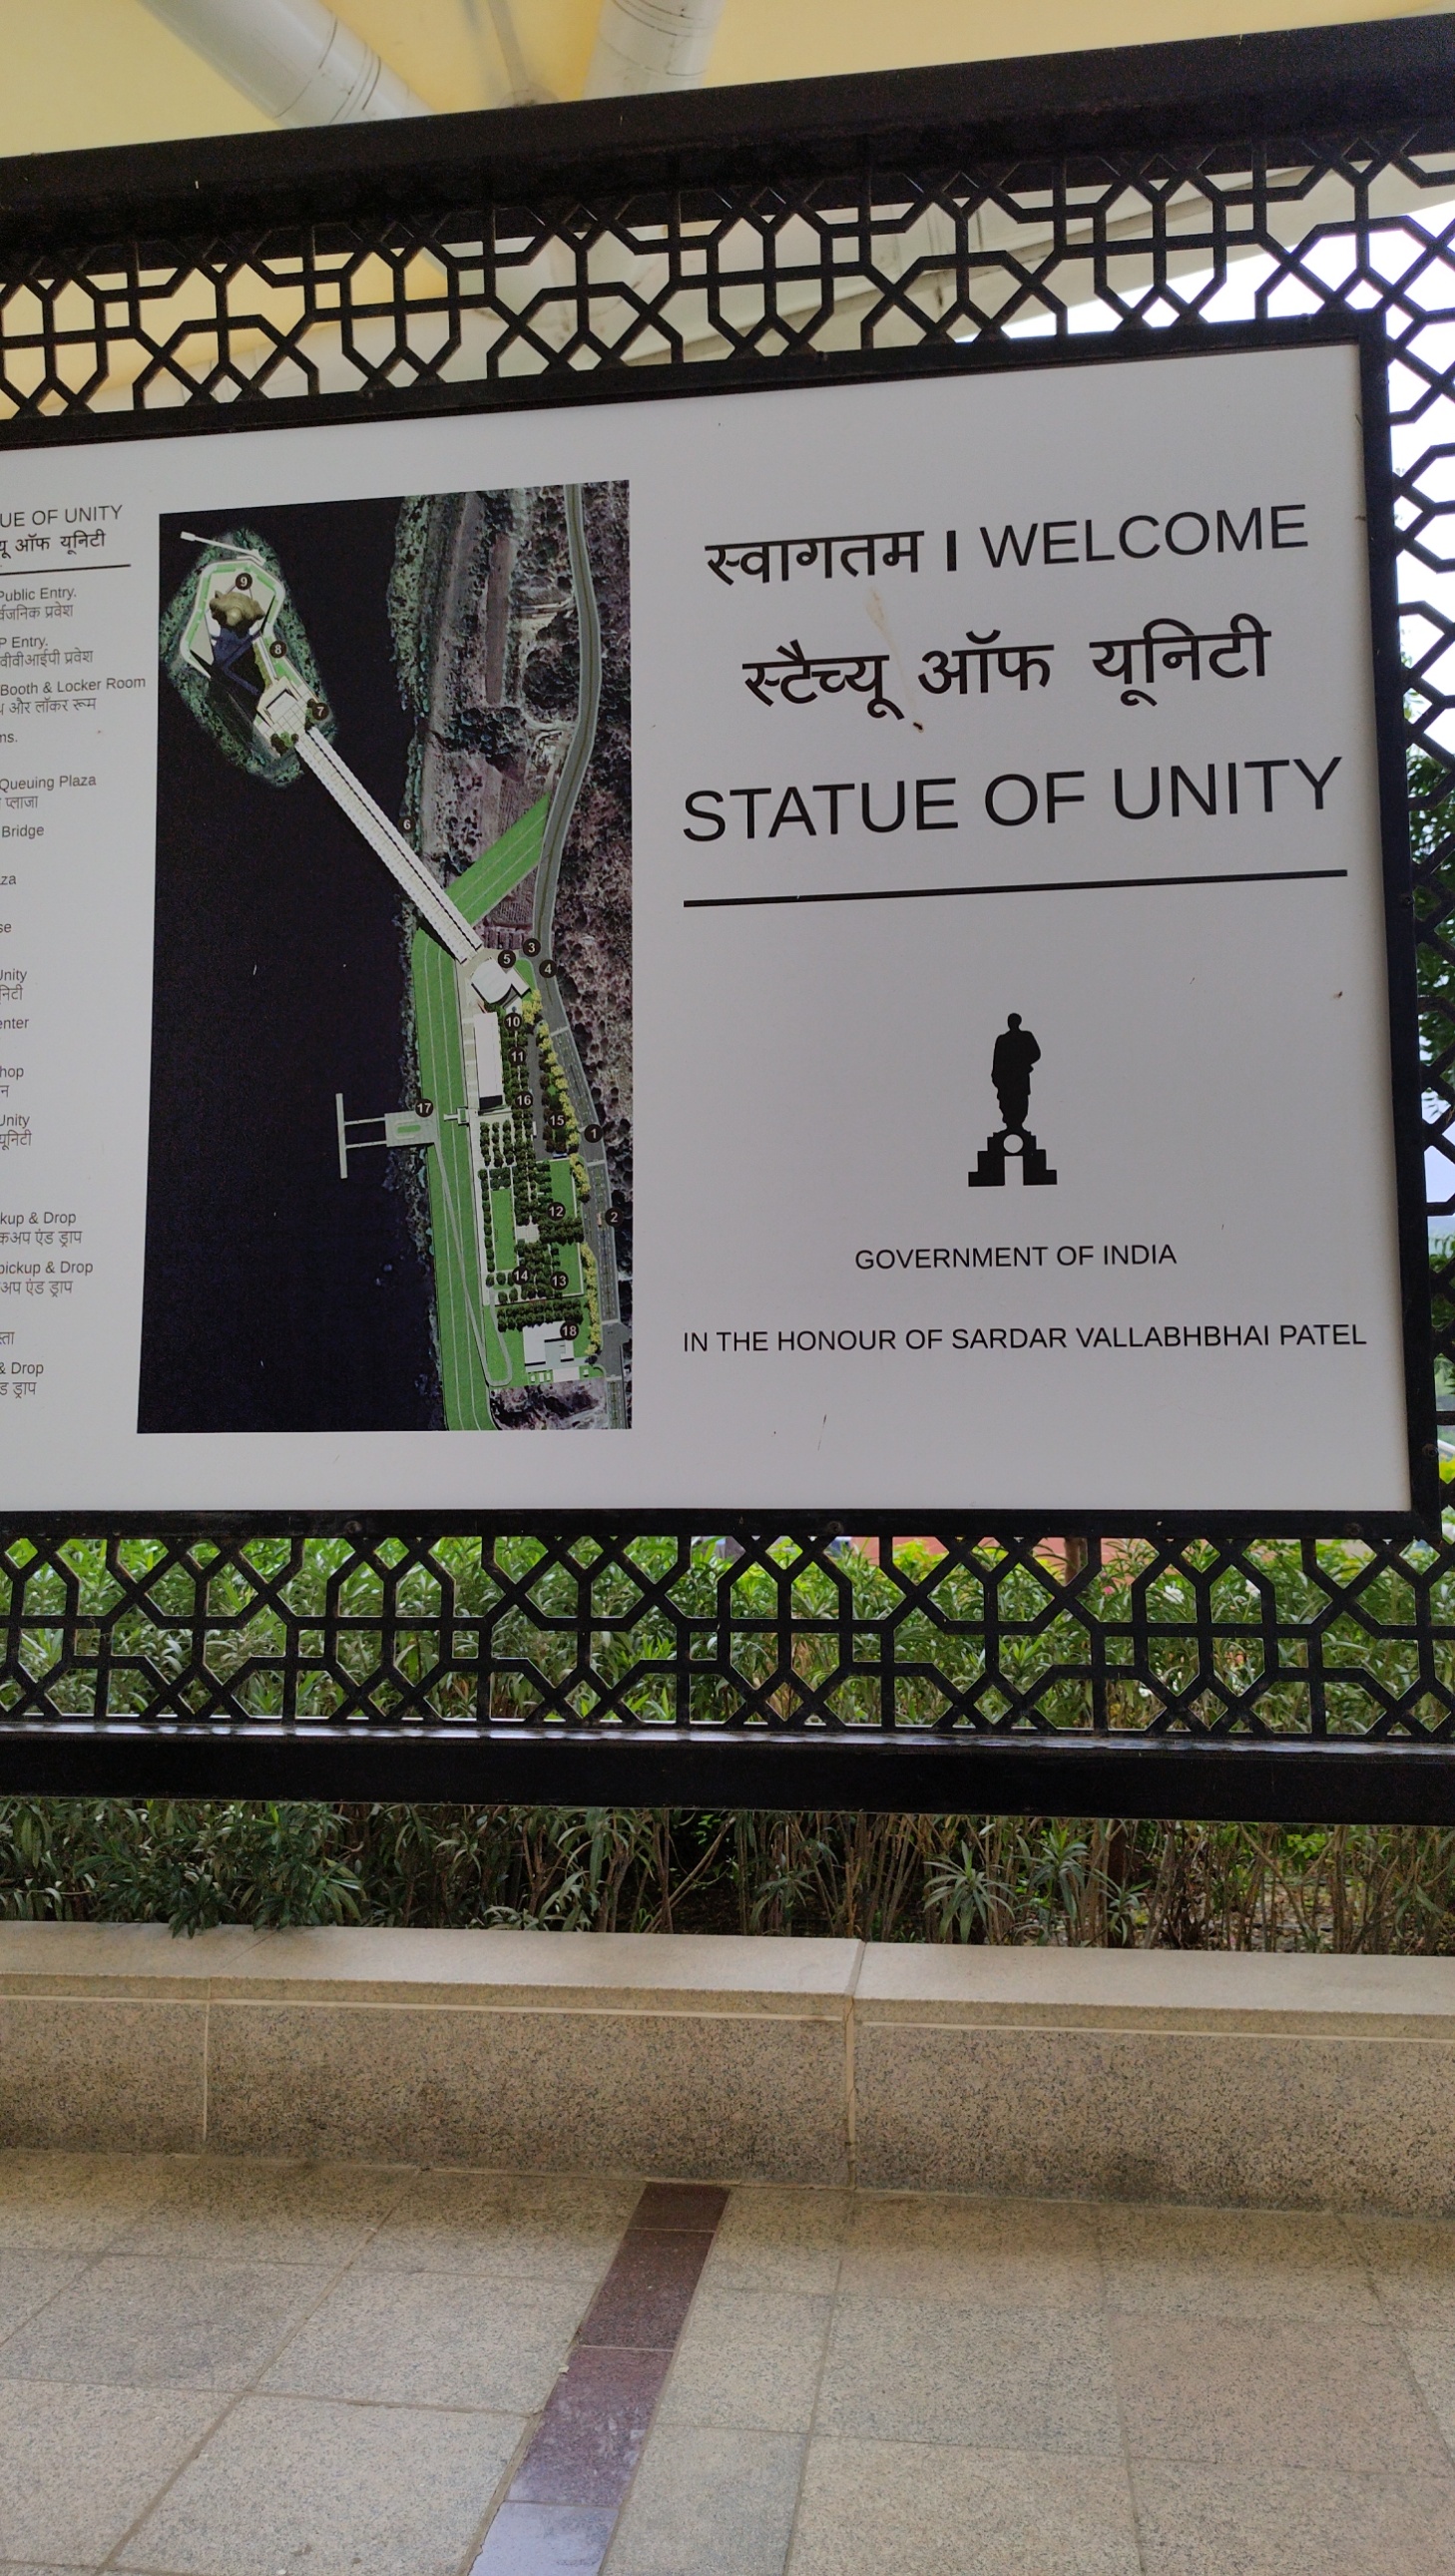 UE OF UNITY
यू ऑफ यूनिटी
Public Entry.
र्वजनिक प्रवेश
P Entry.
वीवीआईपी प्रवेश
Booth & Locker Room
और लॉकर रूम
ms.
Queuing Plaza
प्लाजा
Bridge
za
se
Unity
निटी
enter
hop
न
Unity
यूनिटी
kup & Drop
कअप एंड ड्राप
pickup & Drop
अप एंड ड्राप
स्ता
& Drop
ड ड्राप
9
8
7
6
3
5
4
10
11
16
17
15
1
12
2
14
13
18
स्वागतम I WELCOME
स्टैच्यू ऑफ यूनिटी
STATUE OF UNITY
GOVERNMENT OF INDIA
IN THE HONOUR OF SARDAR VALLABHBHAI PATEL